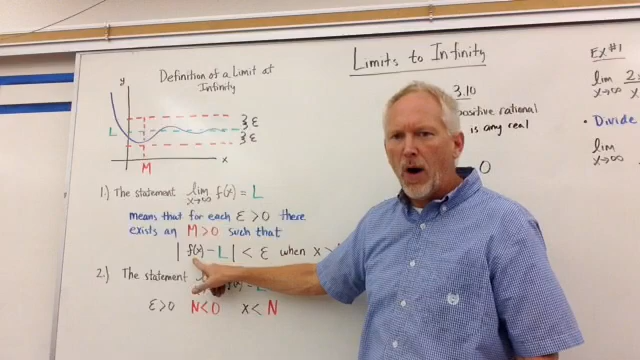 Definition of a Limit at
Infinity
y
L
ε
ε
M
x
1.) The statement lim x→∞ f(x) = L
means that for each ε > 0 there
exists an M > 0 such that
| f(x) - L | < ε when x >
2.) The statement
= L
ε > 0 N < 0 x < N
Limits to Infinity
3.10
positive rational
is any real
0
Ex #1
lim x→∞ 2
x
• Divide
lim
x→∞